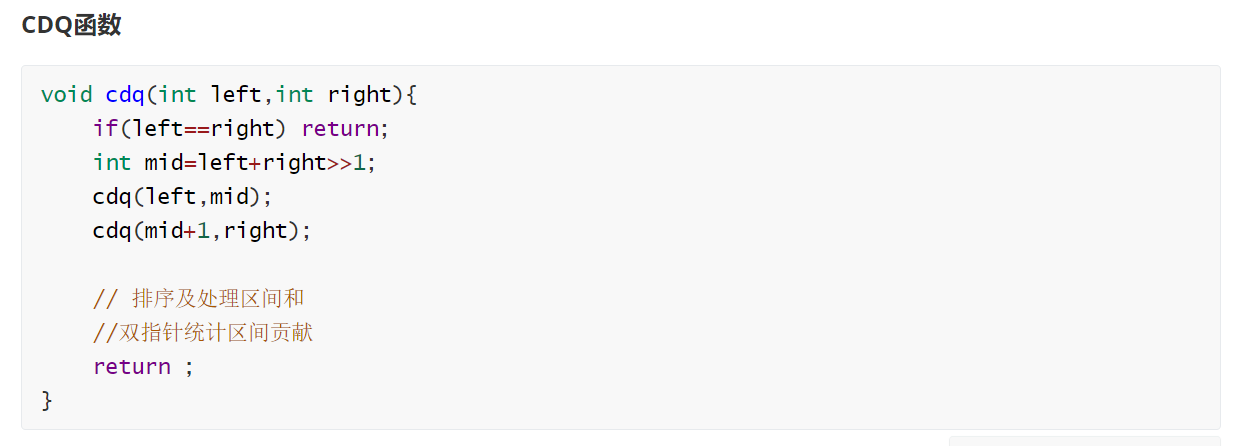 CDQ函数
void cdq(int left,int right){
    if(left==right) return;
    int mid=left+right>>1;
    cdq(left,mid);
    cdq(mid+1,right);

    // 排序及处理区间和
    //双指针统计区间贡献
    return ;
}